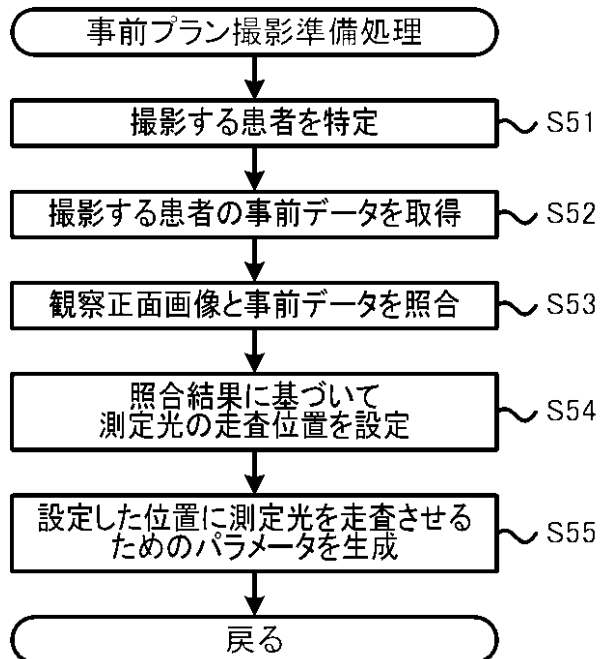 事前プラン撮影準備処理
撮影する患者を特定
S51
撮影する患者の事前データを取得
S52
観察正面画像と事前データを照合
S53
照合結果に基づいて
測定光の走査位置を設定
S54
設定した位置に測定光を走査させる
ためのパラメータを生成
S55
戻る